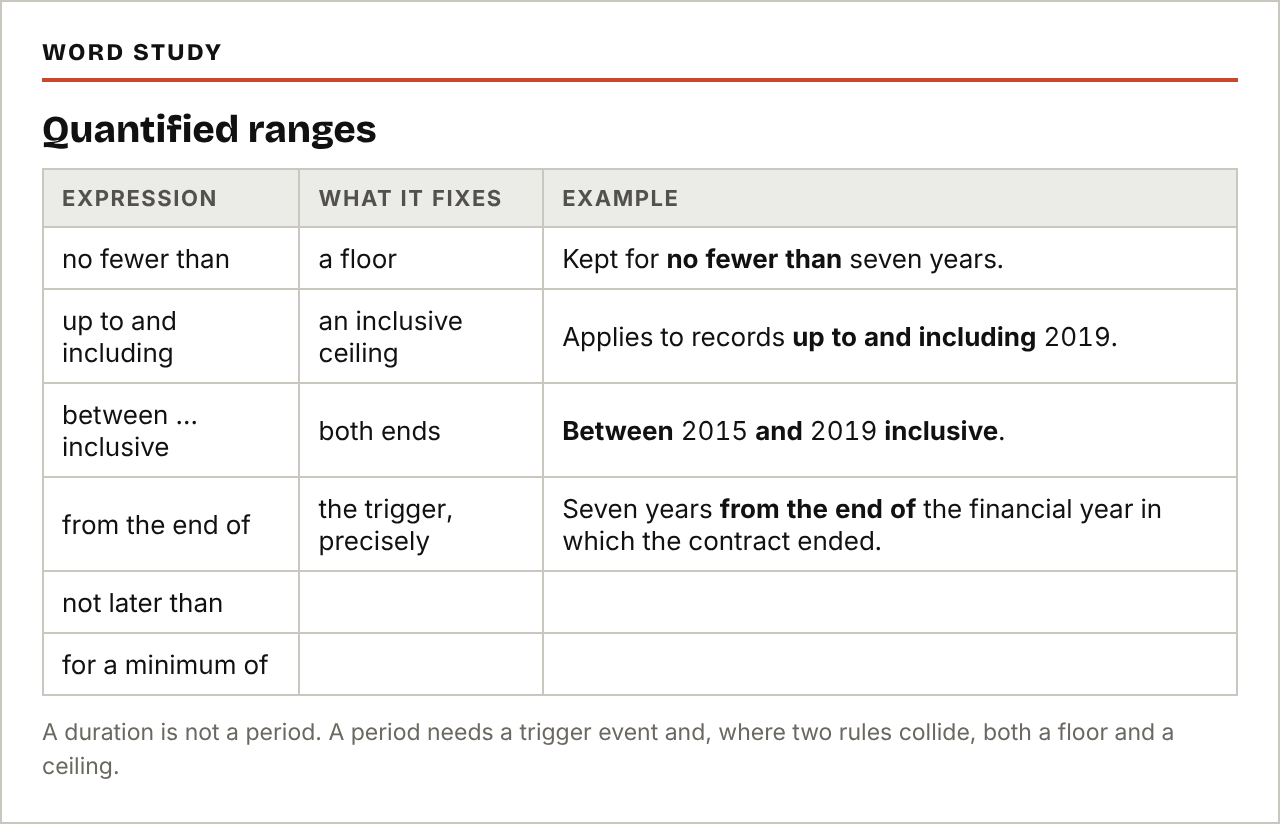 WORD STUDY
Quantified ranges
EXPRESSION WHAT IT FIXES EXAMPLE
no fewer than a floor Kept for no fewer than seven years.
up to and
including
an inclusive
ceiling
Applies to records up to and including 2019.
between ...
inclusive
both ends
Between 2015 and 2019 inclusive.
from the end of
the trigger,
precisely
Seven years from the end of the financial year in
which the contract ended.
not later than
for a minimum of
A duration is not a period. A period needs a trigger event and, where two rules collide, both a floor and a
ceiling.